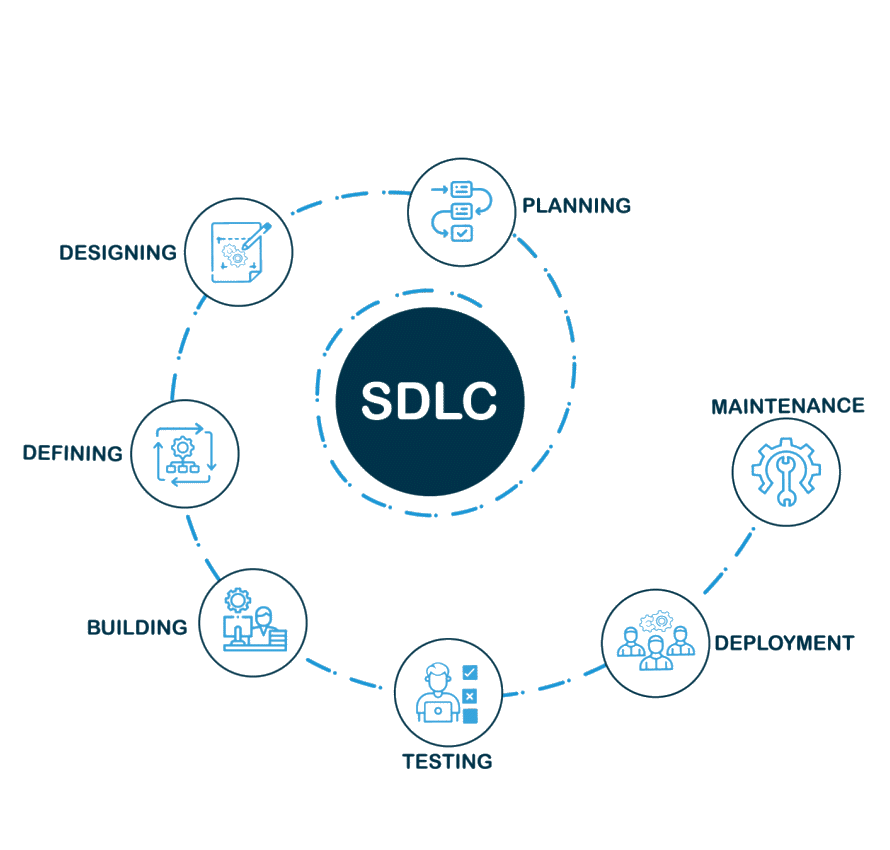 PLANNING
DESIGNING
SDLC
MAINTENANCE
DEFINING
BUILDING
DEPLOYMENT
TESTING